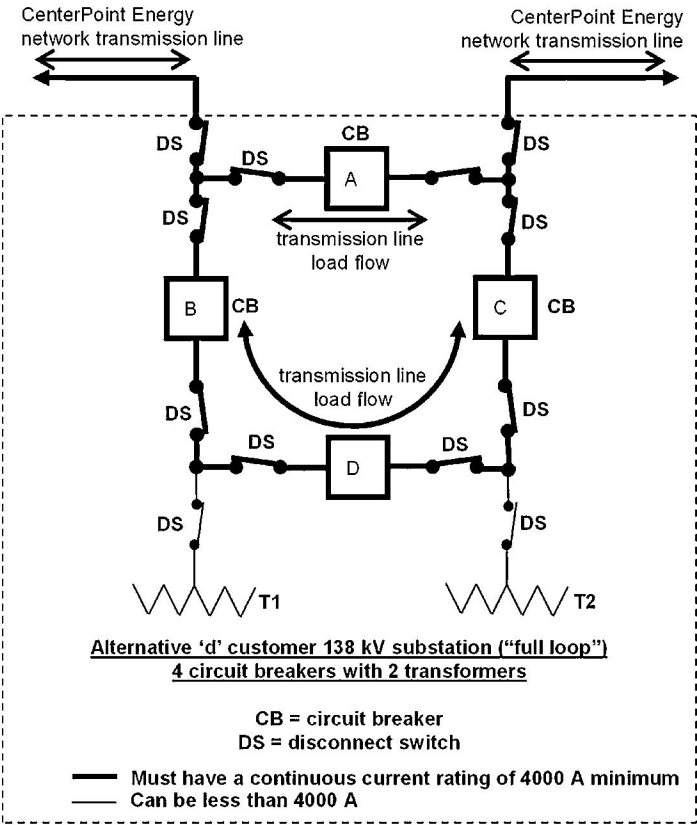 CenterPoint Energy
network transmission line
CenterPoint Energy
network transmission line
CB
DS
DS
DS
A
DS
DS
transmission line
load flow
B
CB
C
CB
transmission line
load flow
DS
DS
DS
DS
D
DS
DS
T1
T2
Alternative ‘d’ customer 138 kV substation (“full loop”)
4 circuit breakers with 2 transformers
CB = circuit breaker
DS = disconnect switch
Must have a continuous current rating of 4000 A minimum
Can be less than 4000 A